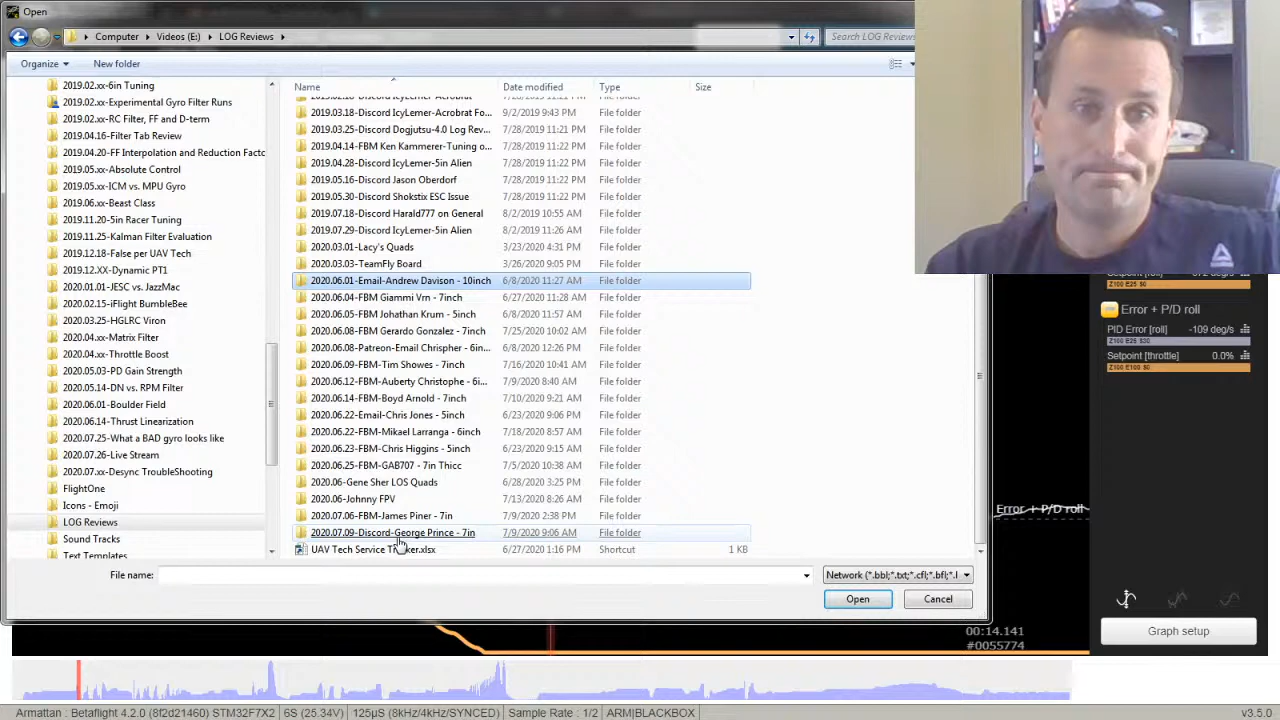 Open
Computer Videos (E:) LOG Reviews
Search LOG Reviews
Organize New folder
Name Date modified Type Size
2019.02.xx-6in Tuning
2019.02.xx-Experimental Gyro Filter Runs
2019.02.xx-RC Filter, FF and D-term
2019.04.16-Filter Tab Review
2019.04.20-FF Interpolation and Reduction Facto
2019.05.xx-Absolute Control
2019.05.xx-ICM vs. MPU Gyro
2019.06.xx-Beast Class
2019.11.20-5in Racer Tuning
2019.11.25-Kalman Filter Evaluation
2019.12.18-False per UAV Tech
2019.12.XX-Dynamic PT1
2020.01.01-JESC vs. JazzMac
2020.02.15-iFlight BumbleBee
2020.03.25-HGLRC Viron
2020.04.xx-Matrix Filter
2020.04.xx-Throttle Boost
2020.05.03-PD Gain Strength
2020.05.14-DN vs. RPM Filter
2020.06.01-Boulder Field
2020.06.14-Thrust Linearization
2020.07.25-What a BAD gyro looks like
2020.07.26-Live Stream
2020.07.xx-Desync TroubleShooting
FlightOne
Icons - Emoji
LOG Reviews
Sound Tracks
Text Templates
2019.03.18-Discord IcyLemer-Acrobrat Fo... 9/2/2019 9:43 PM File folder
2019.03.25-Discord Dogjutsu-4.0 Log Rev... 7/28/2019 11:21 PM File folder
2019.04.14-FBM Ken Kammerer-Tuning o... 7/28/2019 11:22 PM File folder
2019.04.28-Discord IcyLemer-5in Alien 7/28/2019 11:22 PM File folder
2019.05.16-Discord Jason Oberdorf 7/28/2019 11:22 PM File folder
2019.05.30-Discord Shokstix ESC Issue 7/28/2019 11:22 PM File folder
2019.07.18-Discord Harald777 on General 8/2/2019 10:55 AM File folder
2019.07.29-Discord IcyLemer-5in Alien 8/2/2019 11:26 AM File folder
2020.03.01-Lacy's Quads 3/23/2020 4:31 PM File folder
2020.03.03-TeamFly Board 3/26/2020 9:05 PM File folder
2020.06.01-Email-Andrew Davison - 10inch 6/8/2020 11:27 AM File folder
2020.06.04-FBM Giammi Vrn - 7inch 6/27/2020 11:28 AM File folder
2020.06.05-FBM Johathan Krum - 5inch 6/8/2020 11:57 AM File folder
2020.06.08-FBM Gerardo Gonzalez - 7inch 7/25/2020 10:02 AM File folder
2020.06.08-Patreon-Email Chrispher - 6in... 6/8/2020 12:26 PM File folder
2020.06.09-FBM-Tim Showes - 7inch 7/16/2020 10:41 AM File folder
2020.06.12-FBM-Auberty Christophe - 6i... 7/9/2020 8:40 AM File folder
2020.06.14-FBM-Boyd Arnold - 7inch 7/10/2020 9:21 AM File folder
2020.06.22-Email-Chris Jones - 5inch 6/23/2020 9:06 PM File folder
2020.06.22-FBM-Mikael Larranga - 6inch 7/18/2020 8:57 AM File folder
2020.06.23-FBM-Chris Higgins - 5inch 6/23/2020 9:15 PM File folder
2020.06.25-FBM-GAB707 - 7in Thicc 7/5/2020 10:38 AM File folder
2020.06-Gene Sher LOS Quads 6/28/2020 3:25 PM File folder
2020.06-Johnny FPV 7/13/2020 8:26 AM File folder
2020.07.06-FBM-James Piner - 7in 7/9/2020 2:38 PM File folder
2020.07.09-Discord-George Prince - 7in 7/9/2020 9:06 AM File folder
6/27/2020 1:16 PM Shortcut 1 KB
File name:
Network (*.bbl;*.txt;*.cfl;*.bfl;*.l
Open Cancel
Z100 E25 S0
Error + P/D roll
PID Error [roll] -109 deg/s
Z100 E25 S30
Setpoint [throttle] 0.0%
Z100 E100 S0
Error + P/D roll
Graph setup
00:14.141
#0055774
Armattan : Betaflight 4.2.0 (8f2d21460) STM32F7X2 6S (25.34V) 125µS (8kHz/4kHz/SYNCED) Sample Rate : 1/2 ARM|BLACKBOX v3.5.0